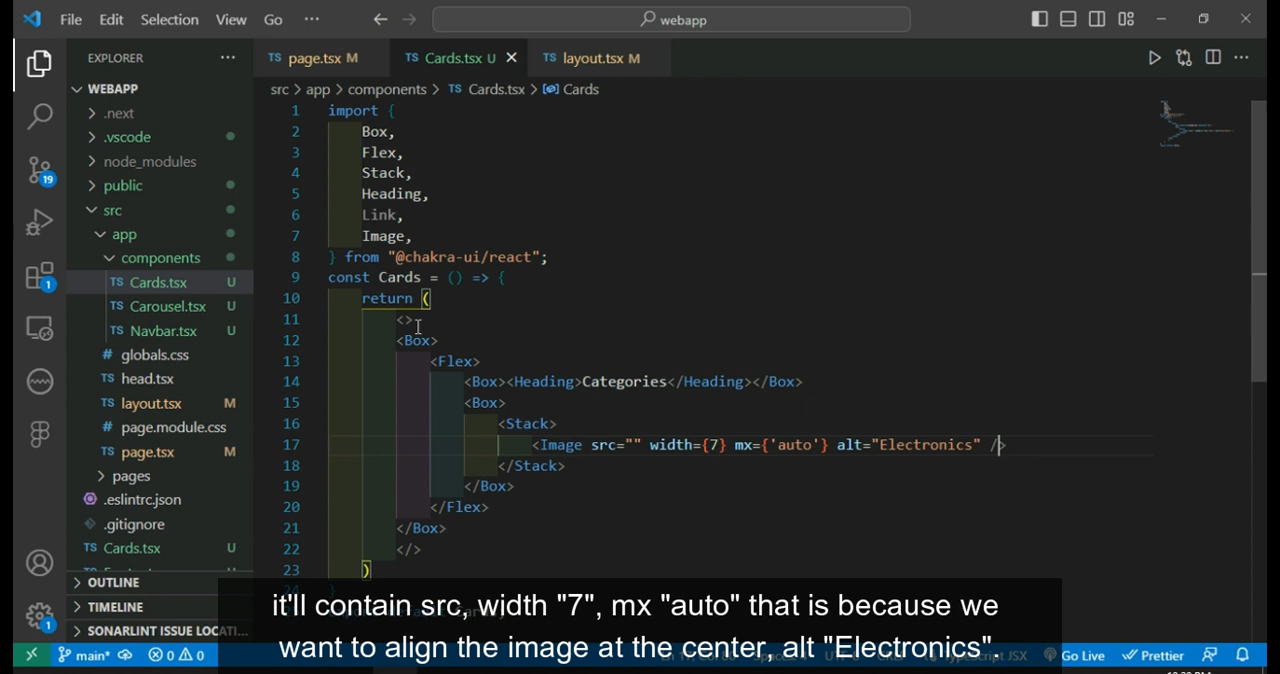 File Edit Selection View Go ··· webapp
EXPLORER ···
TS page.tsx M TS Cards.tsx U TS layout.tsx M
WEBAPP
src > app > components > TS Cards.tsx > Cards
.next
.vscode
node_modules
public
src
app
components
TS Cards.tsx U
TS Carousel.tsx U
TS Navbar.tsx U
# globals.css
TS head.tsx
TS layout.tsx M
# page.module.css
TS page.tsx M
pages
.eslintrc.json
.gitignore
TS Cards.tsx U
OUTLINE
TIMELINE
SONARLINT ISSUE LOCATI...
19
1
1
1 import {
2 Box,
3 Flex,
4 Stack,
5 Heading,
6 Link,
7 Image,
8 } from "@chakra-ui/react";
9 const Cards = () => {
10 return (
11 <>
12 <Box>
13 <Flex>
14 <Box><Heading>Categories</Heading></Box>
15 <Box>
16 <Stack>
17 <Image src="" width={7} mx={'auto'} alt="Electronics" />
18 </Stack>
19 </Box>
20 </Flex>
21 </Box>
22 </>
23 )
it'll contain src, width "7", mx "auto" that is because we
want to align the image at the center, alt "Electronics".
main* 0 0 Go Live Prettier